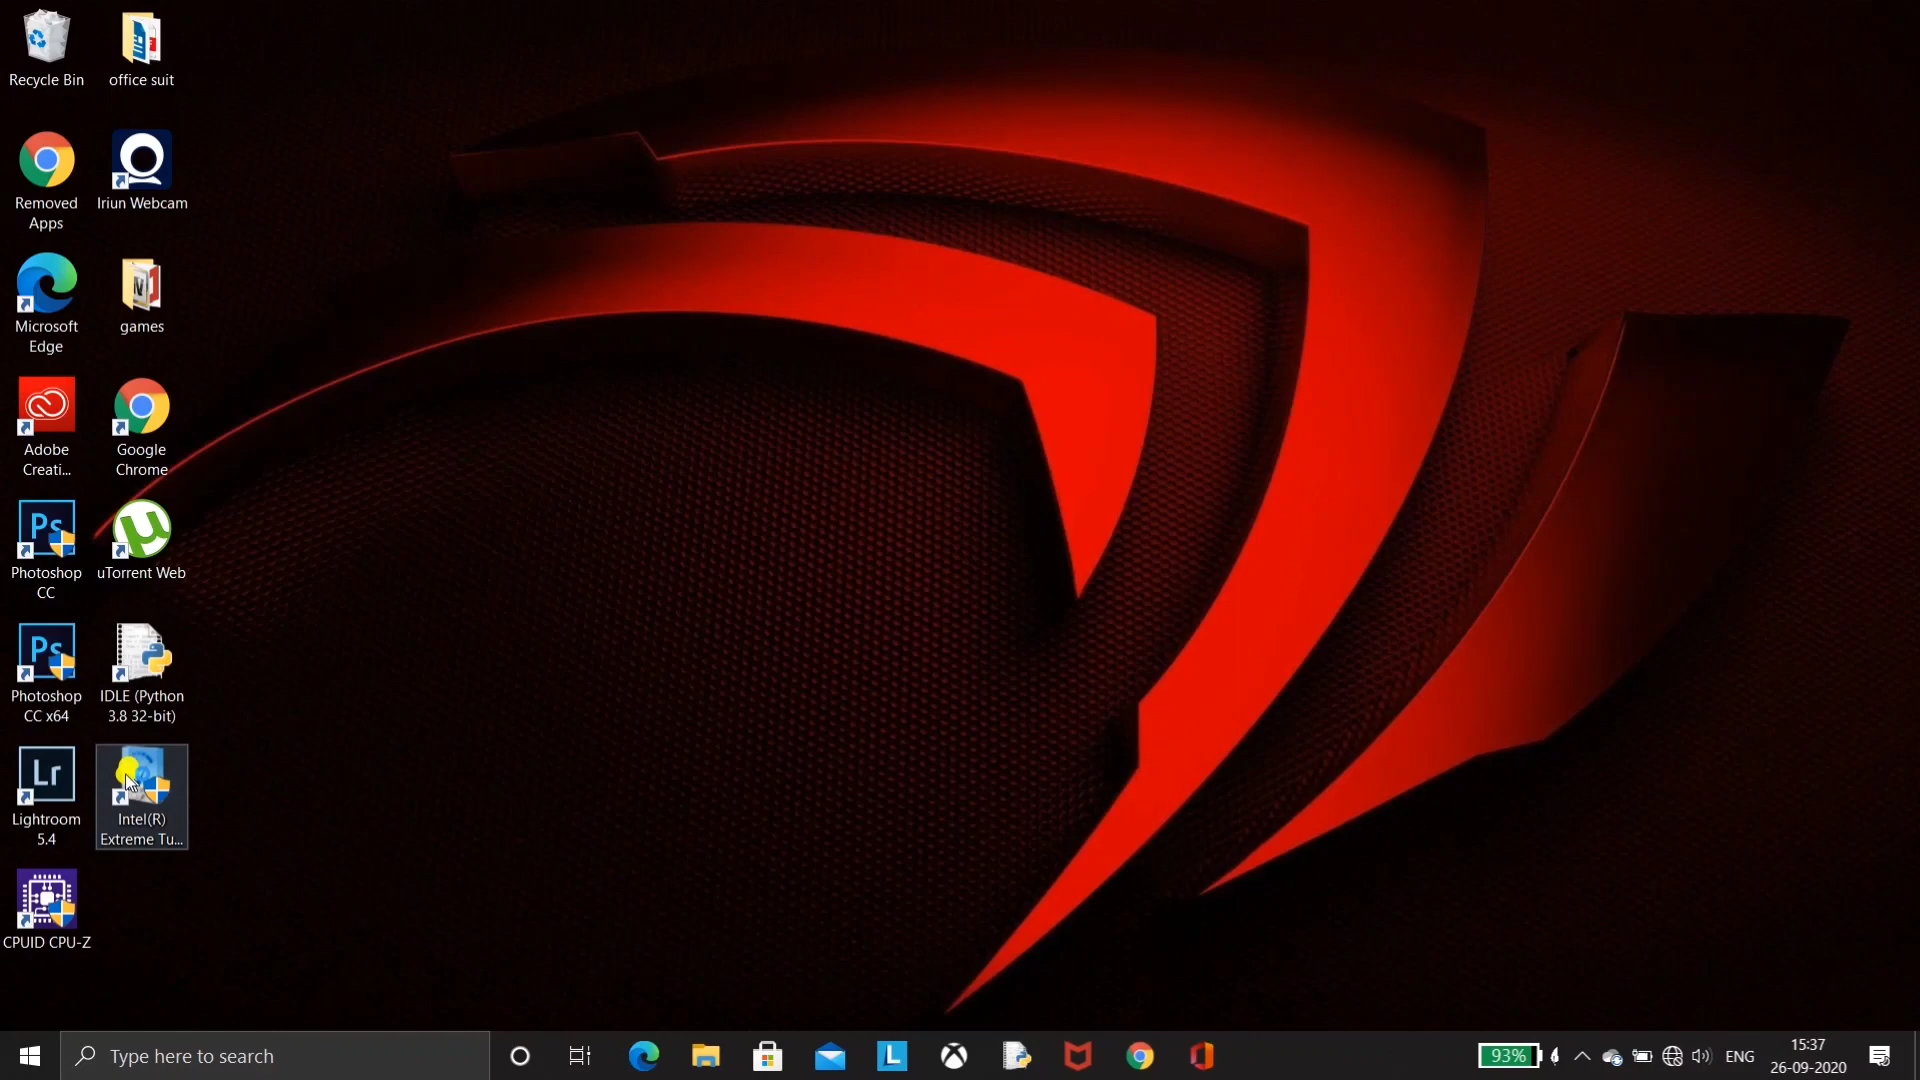 Recycle Bin
office suit
Removed
Apps
Iriun Webcam
Microsoft
Edge
games
Adobe
Creati...
Google
Chrome
Ps
Photoshop
CC
µ
uTorrent Web
Ps
Photoshop
CC x64
IDLE (Python
3.8 32-bit)
Lr
Lightroom
5.4
Intel(R)
Extreme Tu...
CPUID CPU-Z
Type here to search
L
93%
ENG
15:37
26-09-2020